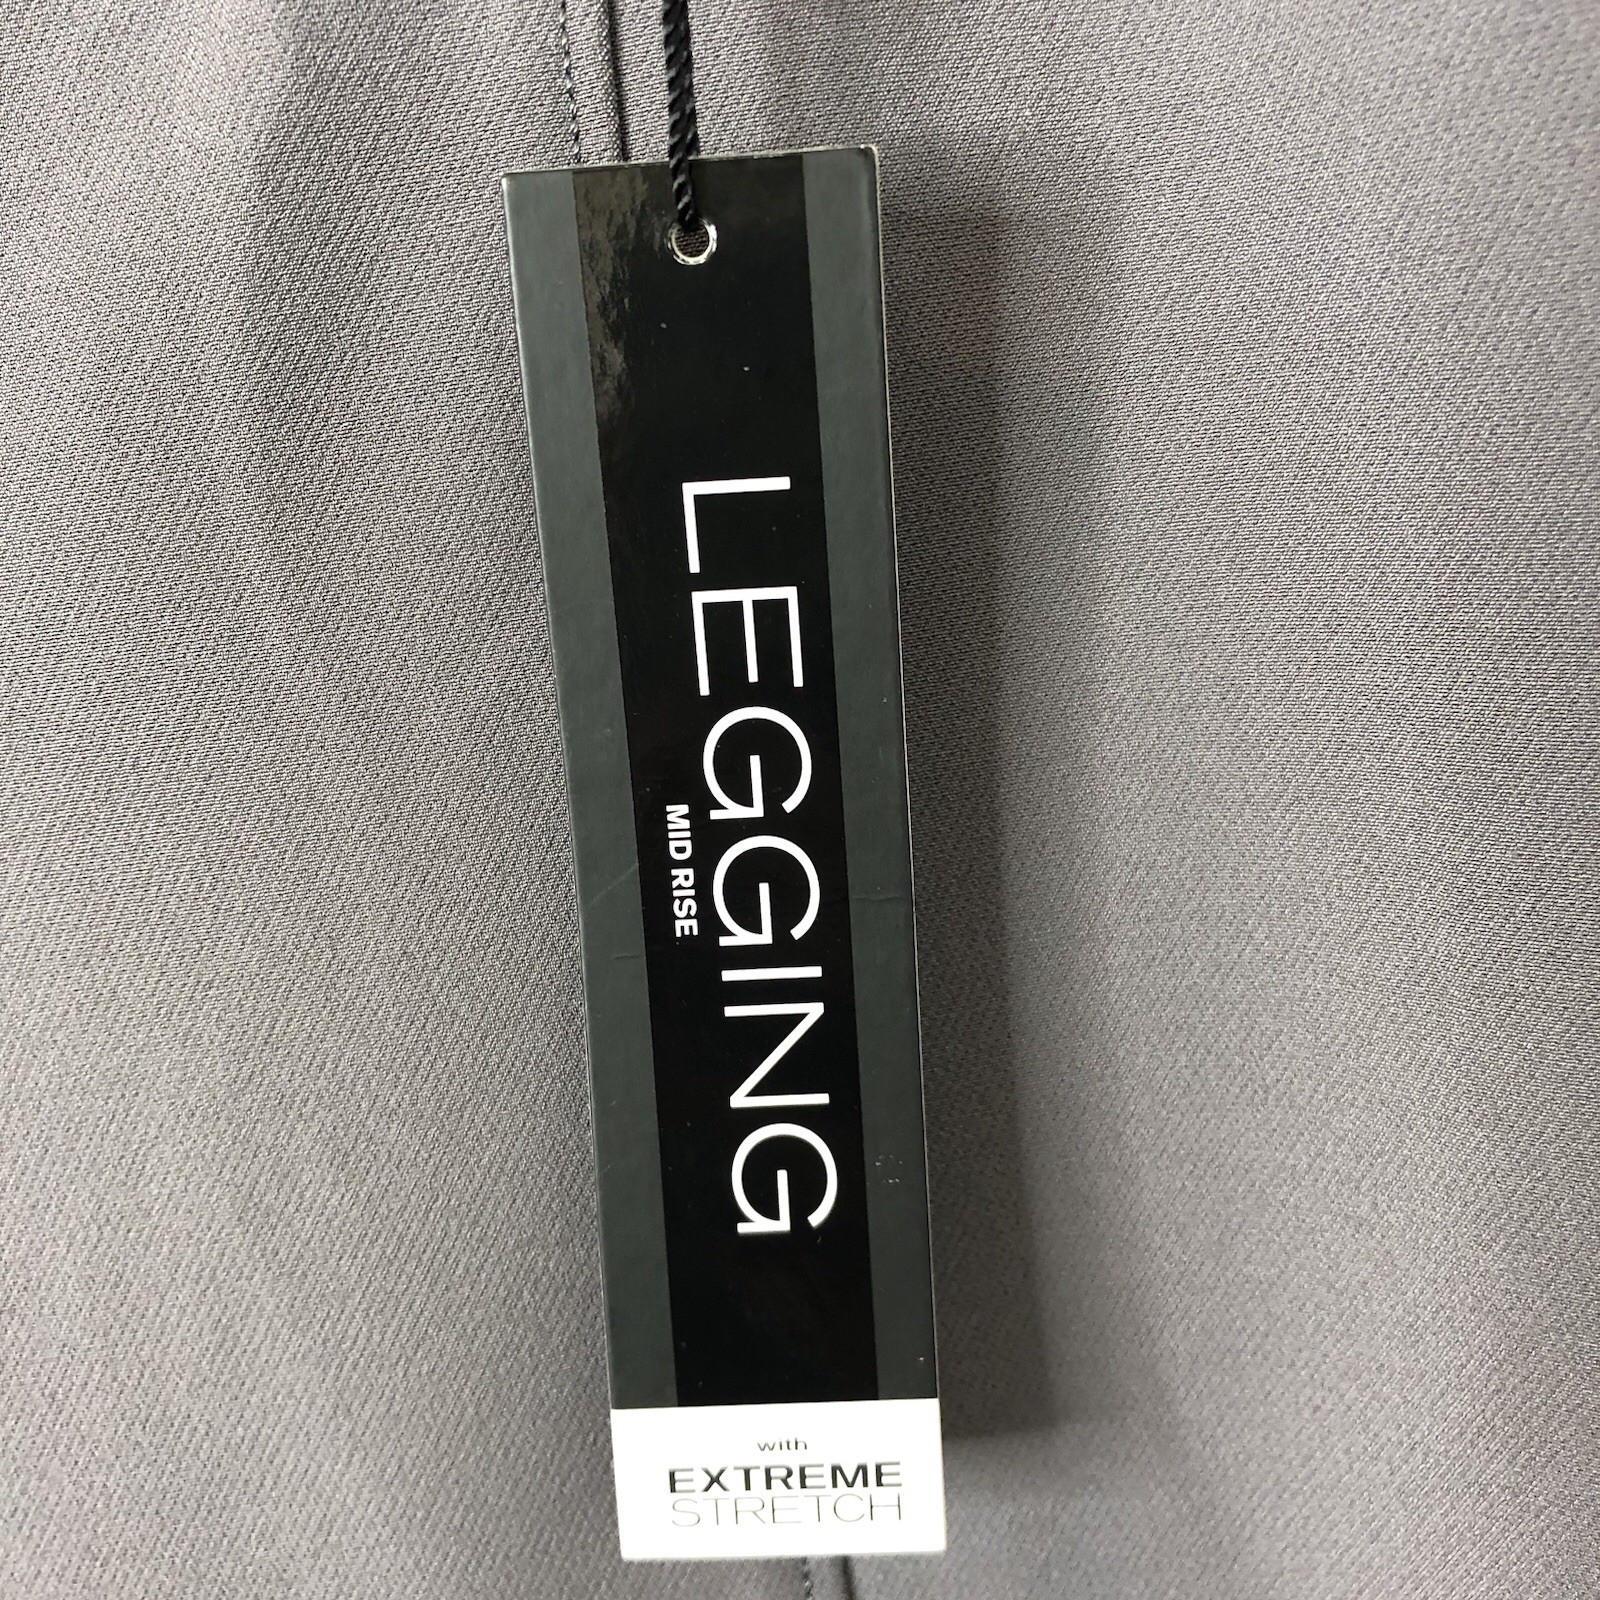 LEGGING
MID RISE
with
EXTREME
STRETCH